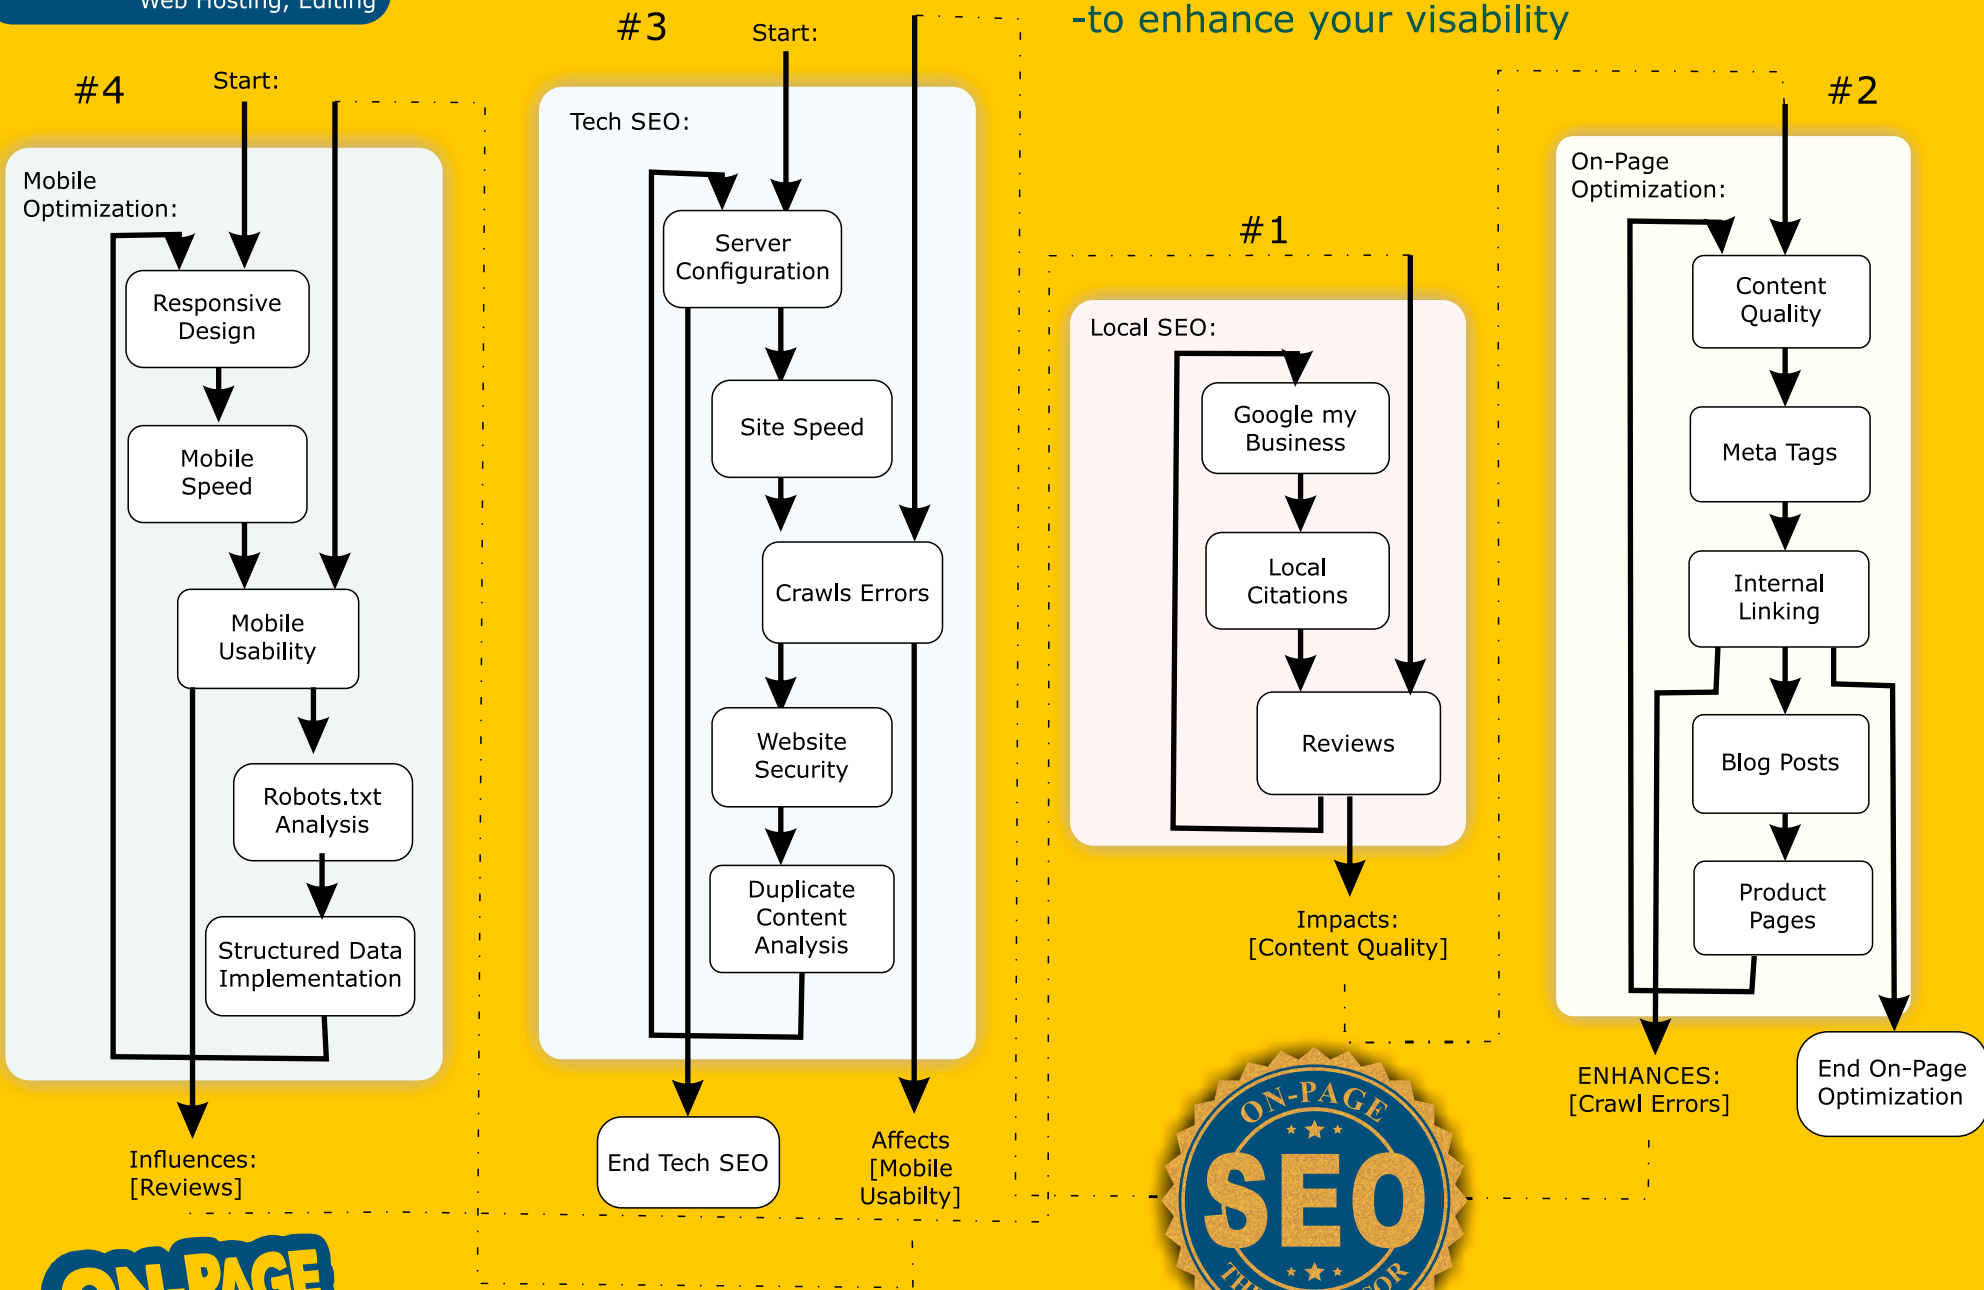 Web Hosting, Editing
-to enhance your visability
#4
Start:
Mobile
Optimization:
Responsive
Design
Mobile
Speed
Mobile
Usability
Robots.txt
Analysis
Structured Data
Implementation
Influences:
[Reviews]
#3
Start:
Tech SEO:
Server
Configuration
Site Speed
Crawls Errors
Website
Security
Duplicate
Content
Analysis
End Tech SEO
Affects
[Mobile
Usabilty]
#1
Local SEO:
Google my
Business
Local
Citations
Reviews
Impacts:
[Content Quality]
#2
On-Page
Optimization:
Content
Quality
Meta Tags
Internal
Linking
Blog Posts
Product
Pages
ENHANCES:
[Crawl Errors]
End On-Page
Optimization
ON-PAGE
SEO
ON-PAGE